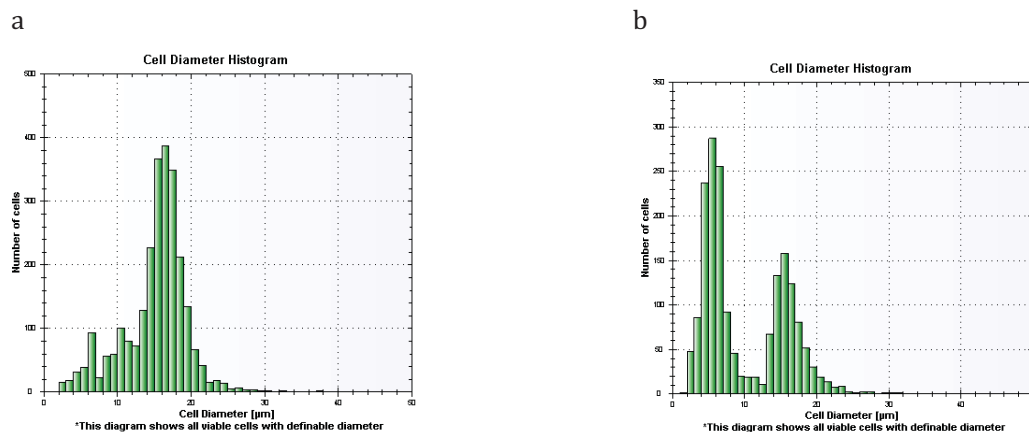 a
b
Cell Diameter Histogram
500
400
300
200
100
0
Number of cells
0 10 20 30 40 50
Cell Diameter [µm]
*This diagram shows all viable cells with definable diameter
Cell Diameter Histogram
350
300
250
200
150
100
50
0
Number of cells
0 10 20 30 40
Cell Diameter [µm]
*This diagram shows all viable cells with definable diameter